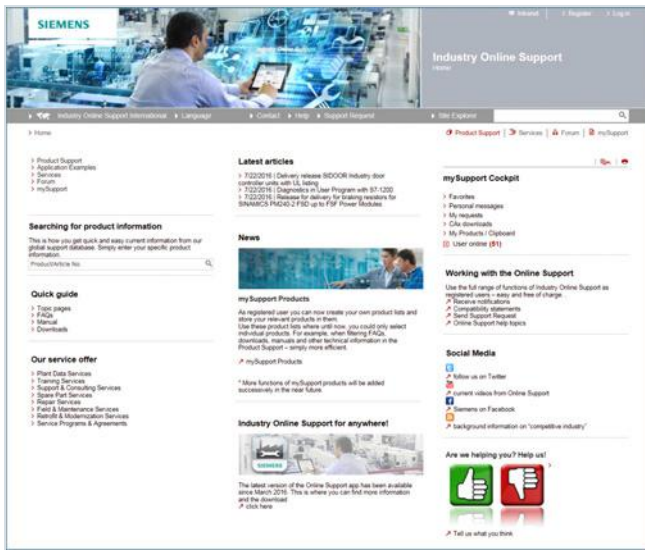 SIEMENS
Intranet
Register
Log in
Industry Online Support
Home
Industry Online Support International
Language
Contact
Help
Support Request
Site Explorer
Home
Product Support
Services
Forum
mySupport
Product Support
Application Examples
Services
Forum
mySupport
Searching for product information
This is how you get quick and easy current information from our
global support database. Simply enter your specific product
information.
Product/Article No.
Quick guide
Topic pages
FAQs
Manual
Downloads
Our service offer
Plant Data Services
Training Services
Support & Consulting Services
Spare Part Services
Repair Services
Field & Maintenance Services
Retrofit & Modernization Services
Service Programs & Agreements
Latest articles
7/22/2016 | Delivery release SIDOOR Industry door
controller units with UL listing
7/22/2016 | Diagnostics in User Program with S7-1200
7/22/2016 | Release for delivery for braking resistors for
SINAMICS PM240-2 FSD up to FSF Power Modules
News
mySupport Products
As registered user you can now create your own product lists and
store your relevant products in them.
Use these product lists where until now, you could only select
individual products. For example, when filtering FAQs,
downloads, manuals and other technical information in the
Product Support – simply more efficient.
mySupport Products
* More functions of mySupport products will be added
successively in the near future.
Industry Online Support for anywhere!
SIEMENS
The latest version of the Online Support app has been available
since March 2016. This is where you can find more information
and the download
click here
mySupport Cockpit
Favorites
Personal messages
My requests
CAx downloads
My Products / Clipboard
User online (51)
Working with the Online Support
Use the full range of functions of Industry Online Support as
registered users – easy and free of charge.
Receive notifications
Compatibility statements
Send Support Request
Online Support help topics
Social Media
follow us on Twitter
current videos from Online Support
Siemens on Facebook
background information on "competitive industry"
Are we helping you? Help us!
Tell us what you think